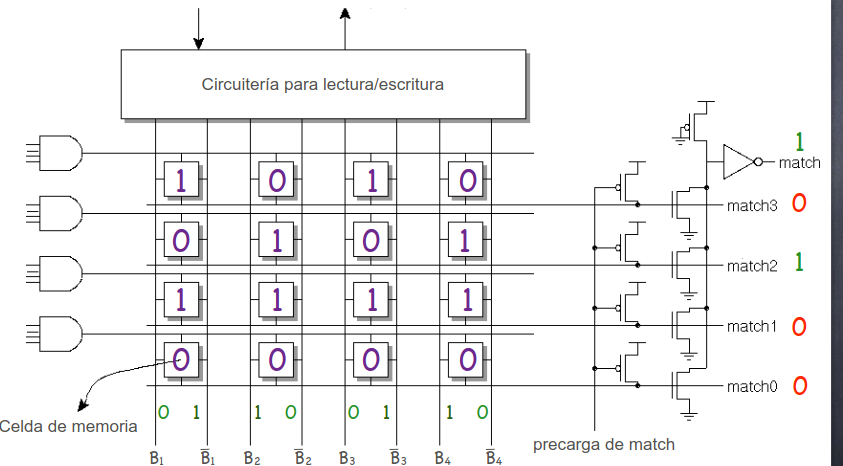 Circuitería para lectura/escritura
1
match
1 0 1 0
match3 0
0 1 0 1
match2 1
1 1 1 1
match1 0
0 0 0 0
match0 0
0 1 1 0 0 1 1 0
Celda de memoria
precarga de match
B₁ B̅₁ B₂ B̅₂ B₃ B̅₃ B₄ B̅₄